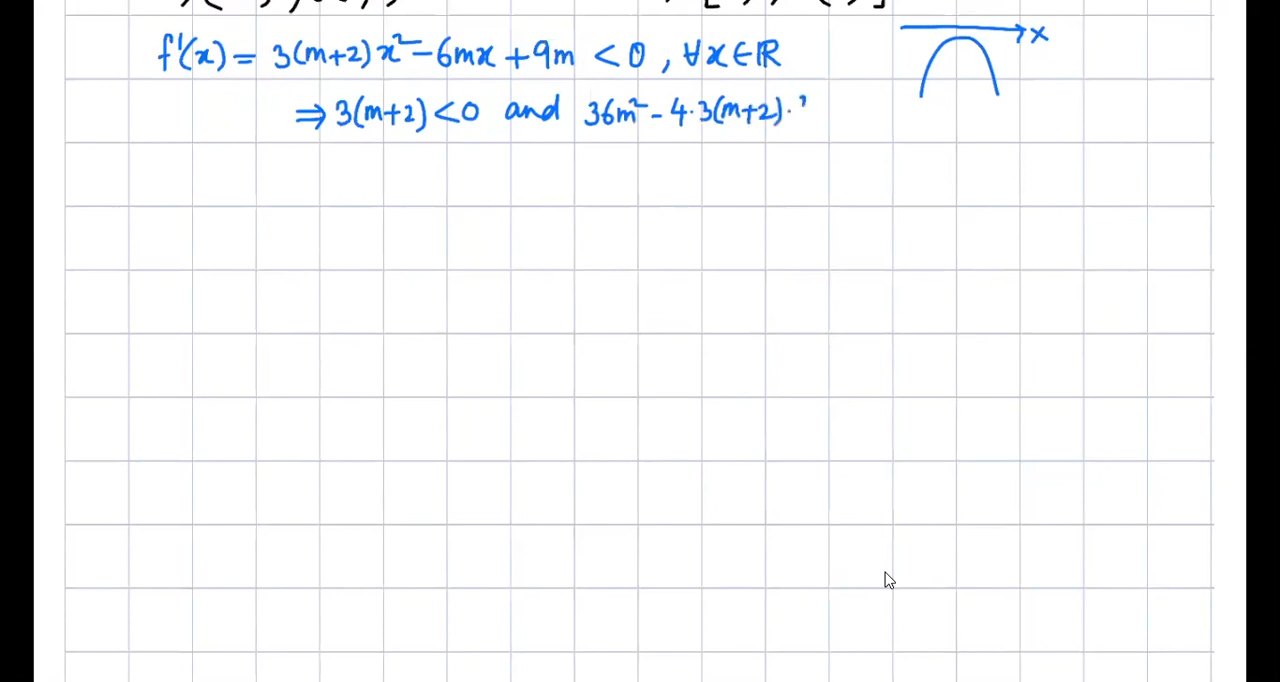 f'(x) = 3(m+2)x² - 6mx + 9m < 0 , ∀x∈ℝ
x
⇒ 3(m+2) < 0 and 36m² - 4·3(m+2)·